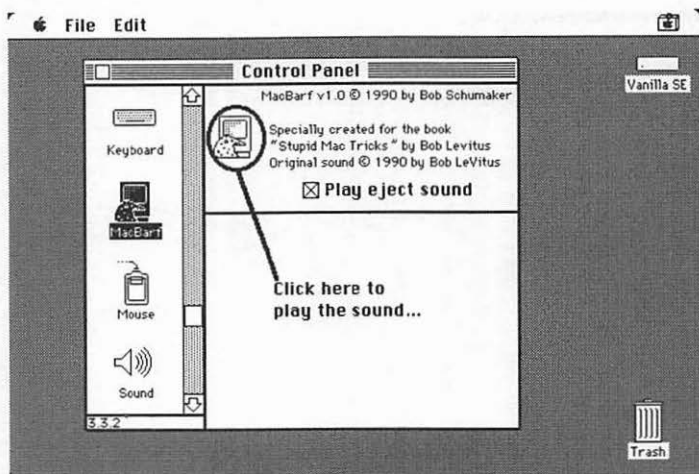 File Edit
Control Panel
Vanilla SE
MacBarf v1.0 © 1990 by Bob Schumaker
Specially created for the book
"Stupid Mac Tricks" by Bob Levitus
Original sound © 1990 by Bob LeVitus
Play eject sound
Keyboard
MacBarf
Mouse
Sound
3.3.2
Click here to
play the sound...
Trash